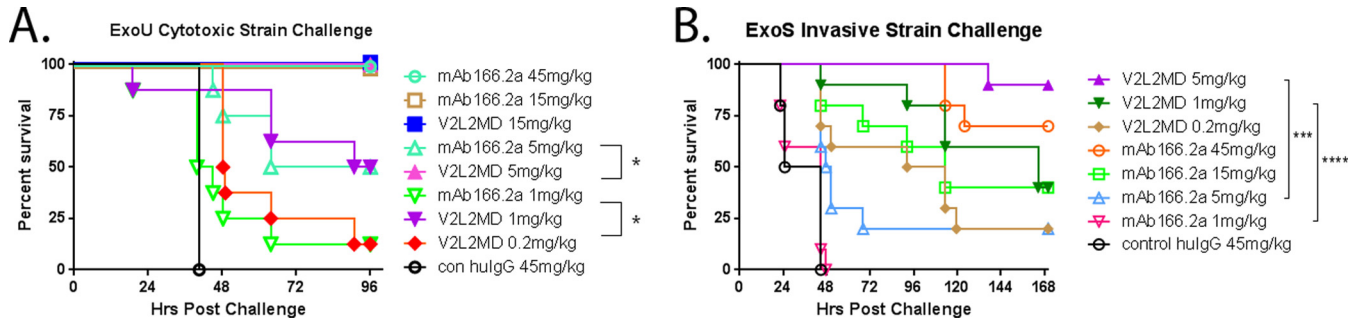 A.
ExoU Cytotoxic Strain Challenge
100
75
50
25
0
Percent survival
0 24 48 72 96
Hrs Post Challenge
mAb166.2a 45mg/kg
mAb166.2a 15mg/kg
V2L2MD 15mg/kg
mAb166.2a 5mg/kg
V2L2MD 5mg/kg
mAb166.2a 1mg/kg
V2L2MD 1mg/kg
V2L2MD 0.2mg/kg
con huIgG 45mg/kg
*
*
B.
ExoS Invasive Strain Challenge
100
75
50
25
0
Percent survival
0 24 48 72 96 120 144 168
Hrs Post Challenge
V2L2MD 5mg/kg
V2L2MD 1mg/kg
V2L2MD 0.2mg/kg
mAb166.2a 45mg/kg
mAb166.2a 15mg/kg
mAb166.2a 5mg/kg
mAb166.2a 1mg/kg
control huIgG 45mg/kg
***
****